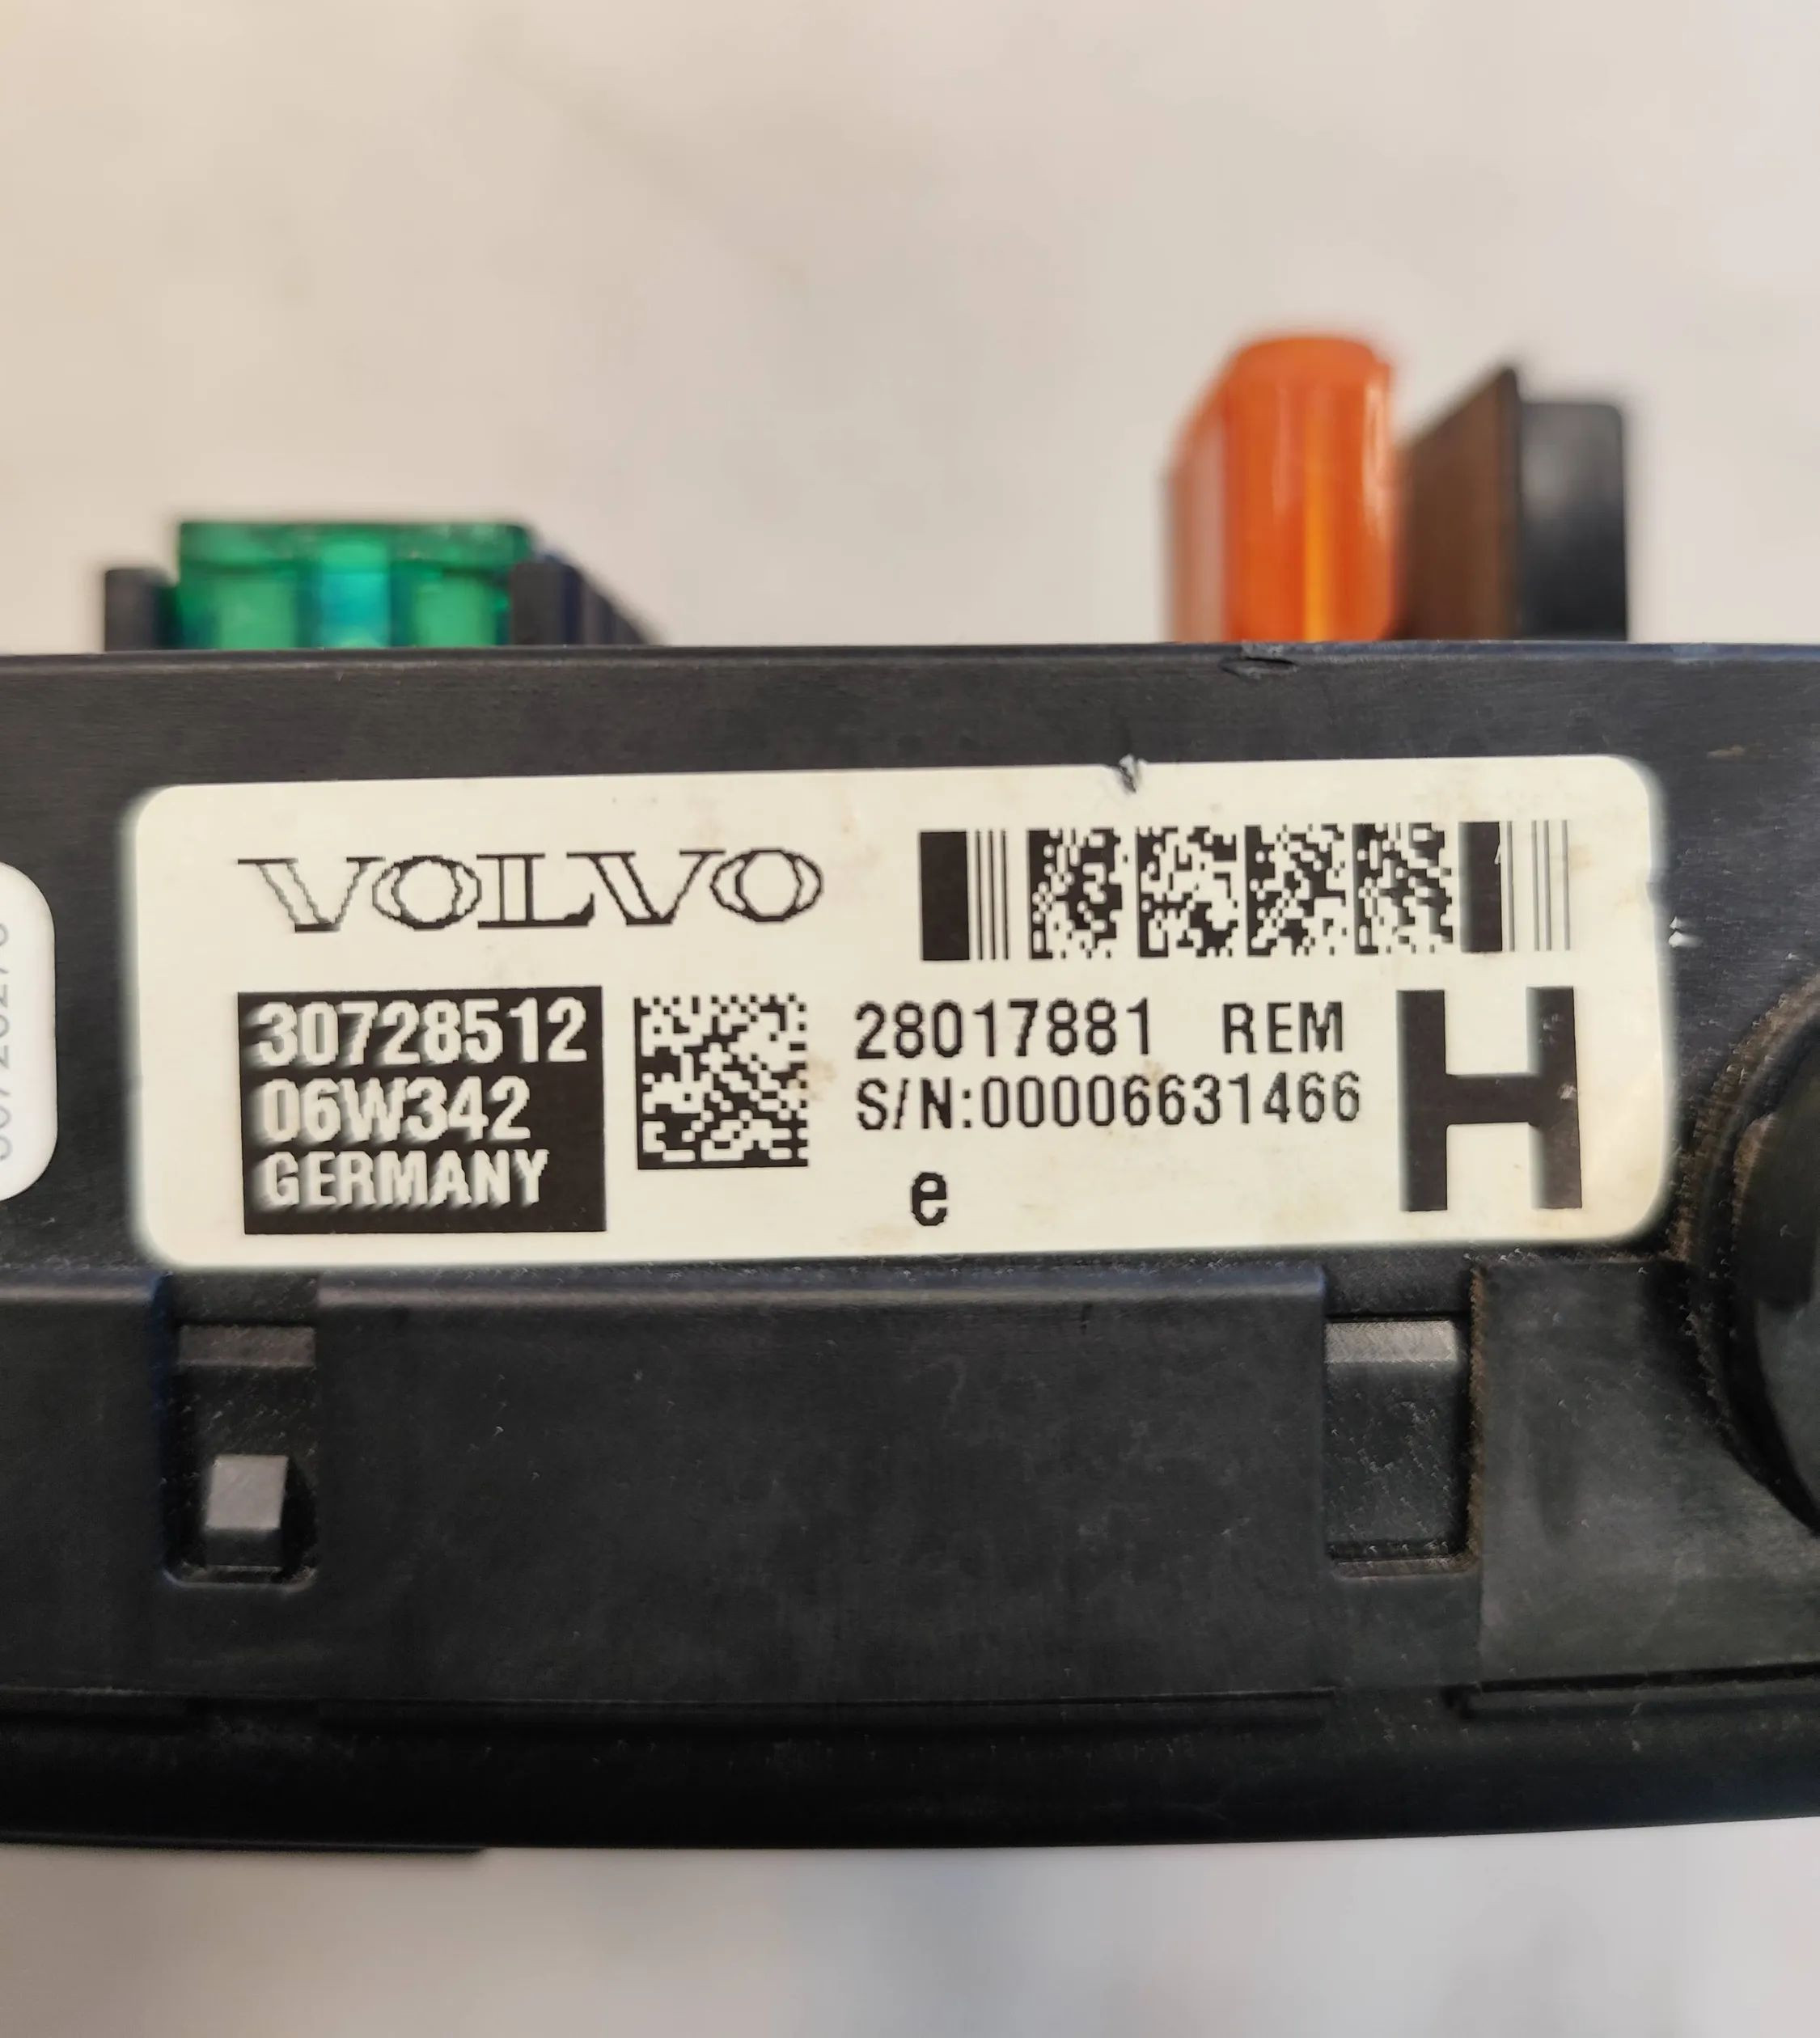 VOLVO
30728512
06W342
GERMANY
28017881 REM
S/N:00006631466
e
H